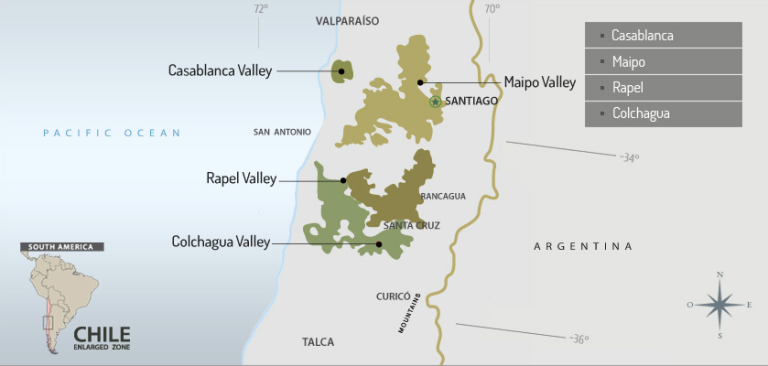 72°
70°
VALPARAÍSO
Casablanca
Casablanca Valley
Maipo
Maipo Valley
Rapel
SANTIAGO
Colchagua
PACIFIC OCEAN
SAN ANTONIO
-34°
Rapel Valley
RANCAGUA
SANTA CRUZ
Colchagua Valley
ARGENTINA
SOUTH AMERICA
N
CURICÓ
MOUNTAINS
O
E
S
CHILE
ENLARGED ZONE
TALCA
-36°